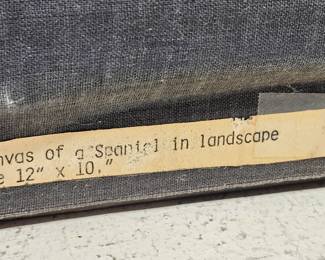 nvas of a Spaniel in landscape
e 12" x 10."